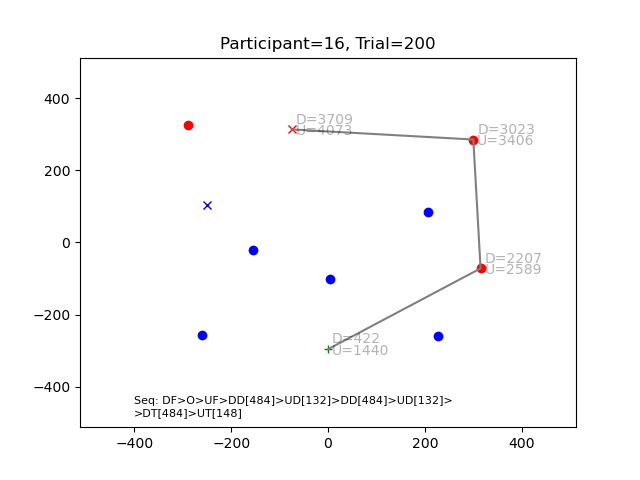 Participant=16, Trial=200
400
200
0
−200
−400
−400
−200
0
200
400
D=3709
U=4073
D=3023
U=3406
D=2207
U=2589
D=422
U=1440
Seq: DF>O>UF>DD[484]>UD[132]>DD[484]>UD[132]>
>DT[484]>UT[148]